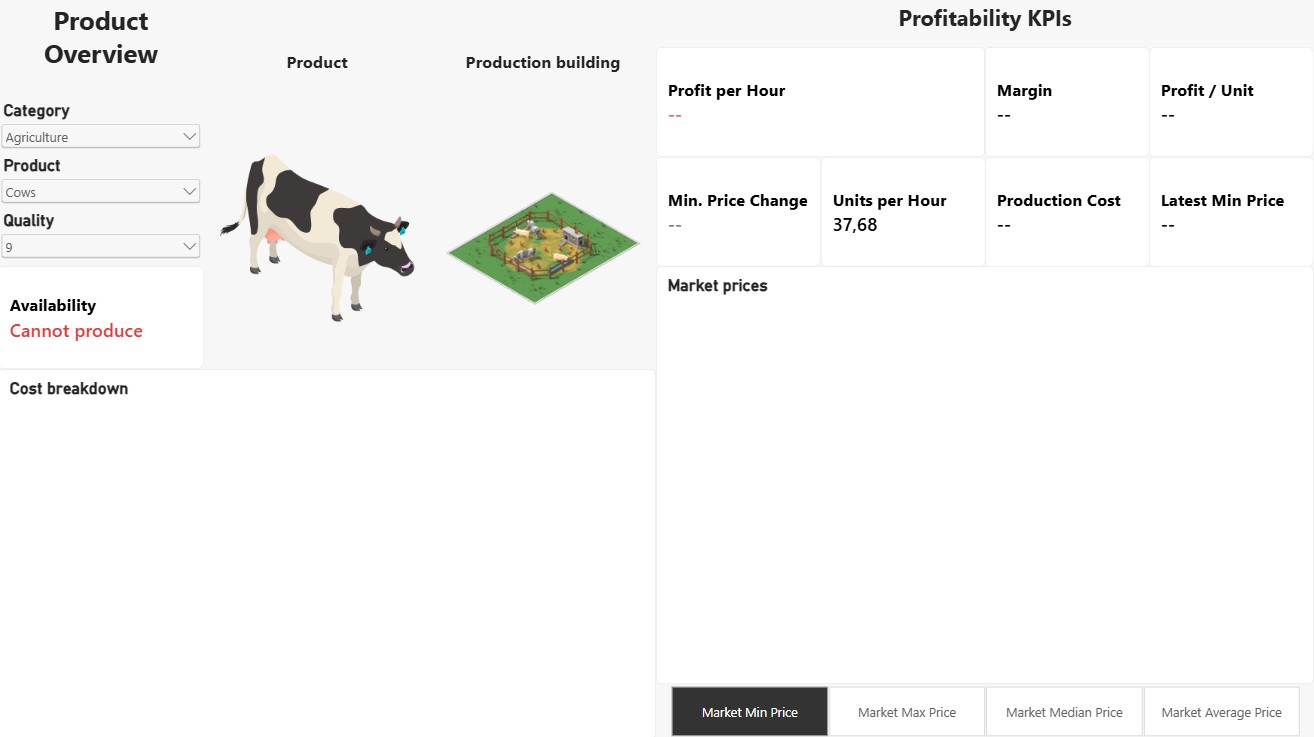 Product
Overview
Product
Production building
Category
Agriculture
Product
Cows
Quality
9
Availability
Cannot produce
Cost breakdown
Profitability KPIs
Profit per Hour
--
Margin
--
Profit / Unit
--
Min. Price Change
--
Units per Hour
37,68
Production Cost
--
Latest Min Price
--
Market prices
Market Min Price
Market Max Price
Market Median Price
Market Average Price